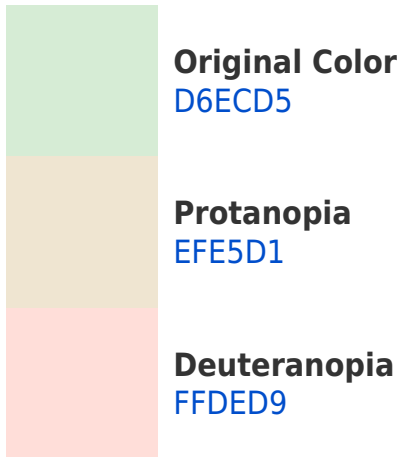 Original Color
D6ECD5
Protanopia
EFE5D1
Deuteranopia
FFDED9